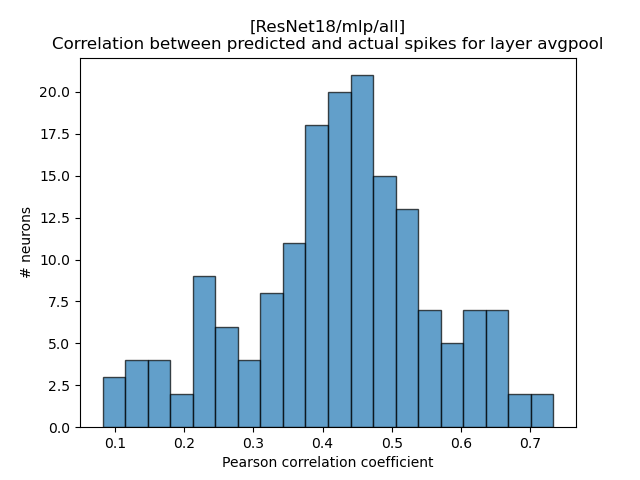 [ResNet18/mlp/all]
Correlation between predicted and actual spikes for layer avgpool
20.0
17.5
15.0
12.5
10.0
7.5
5.0
2.5
0.0
# neurons
0.1 0.2 0.3 0.4 0.5 0.6 0.7
Pearson correlation coefficient